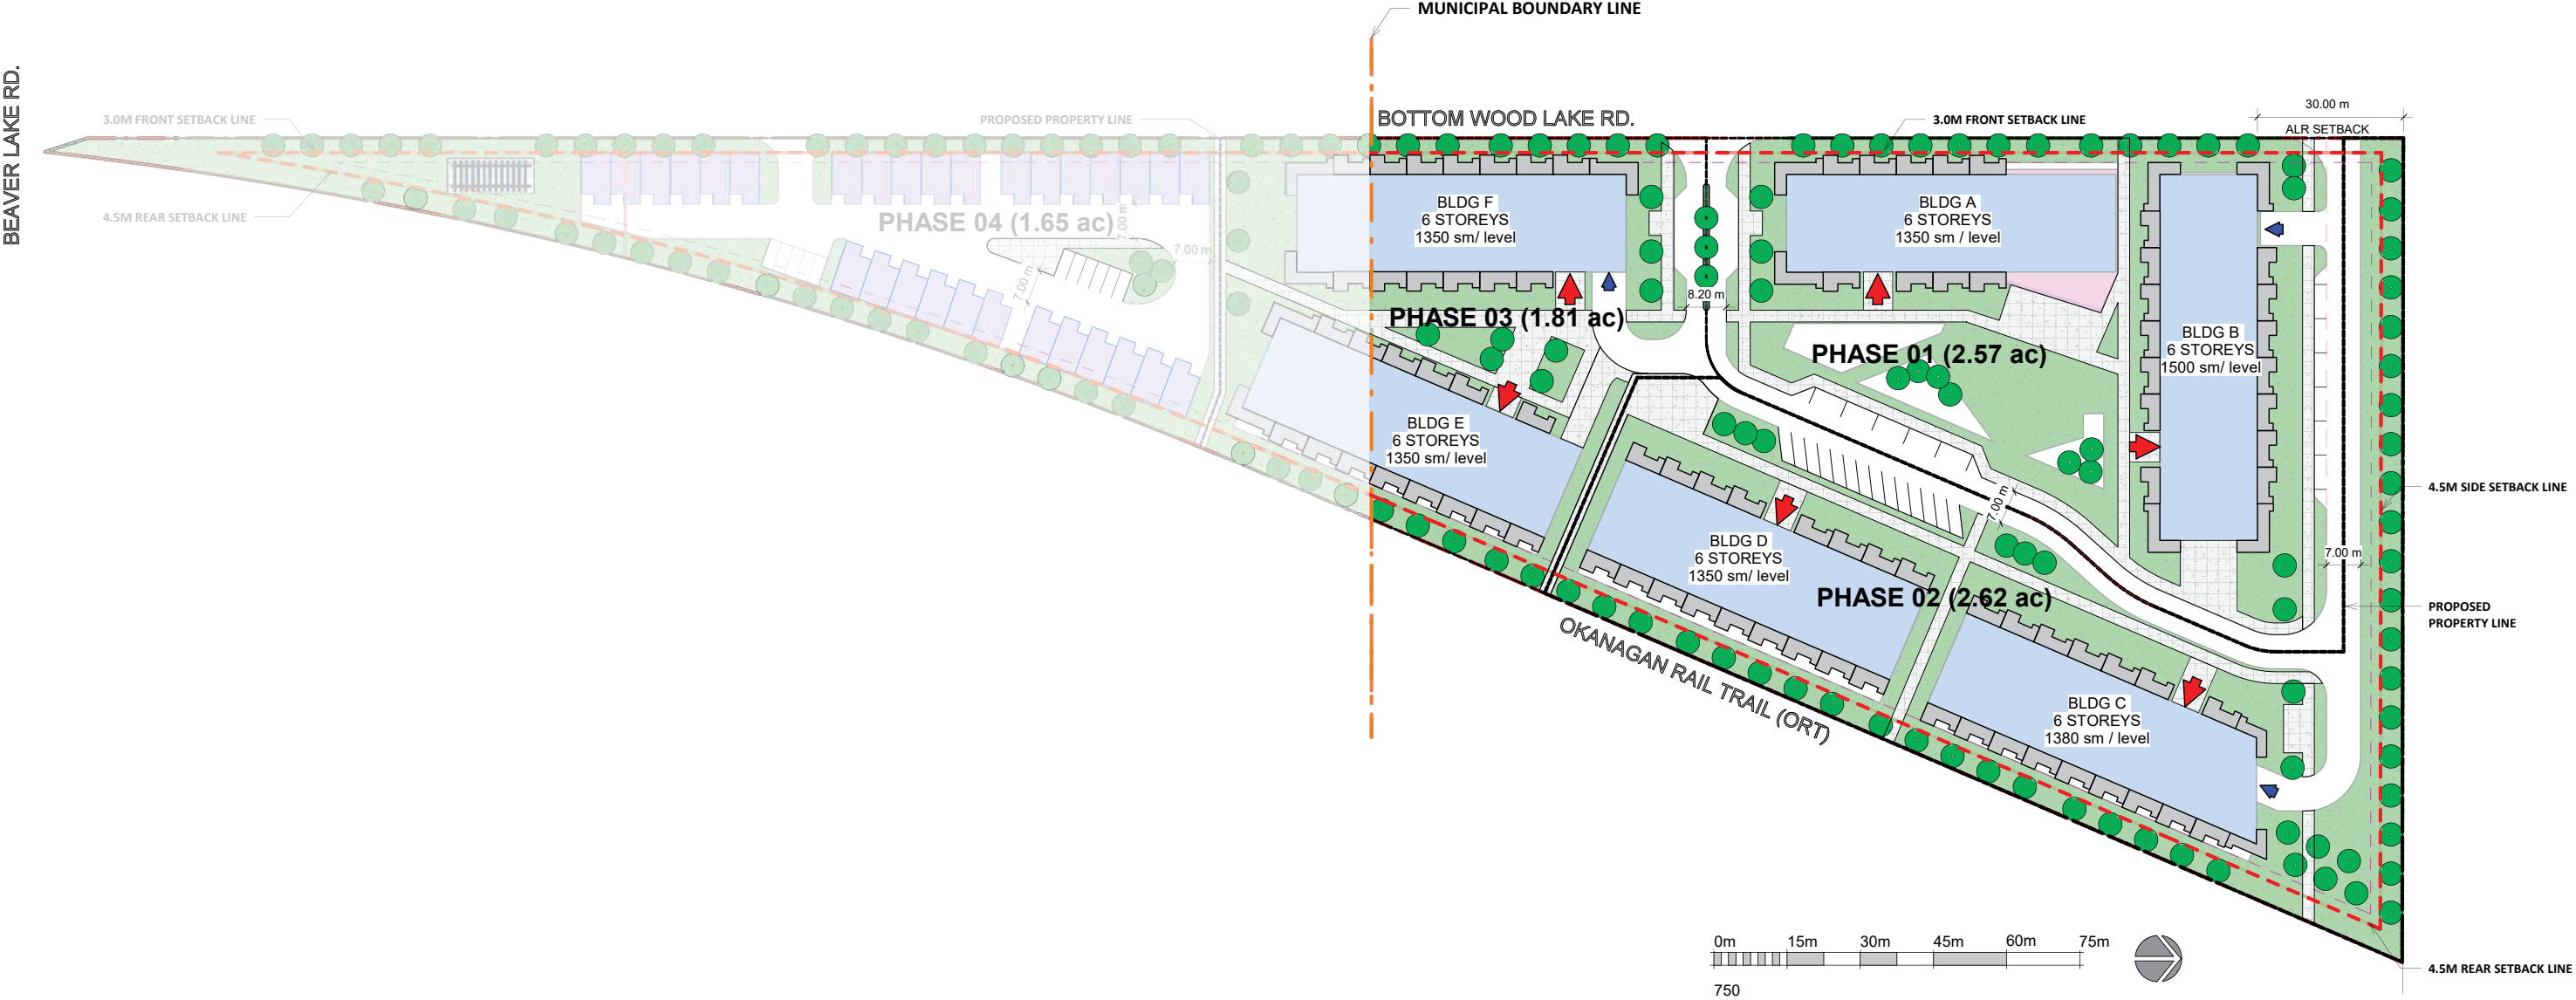 MUNICIPAL BOUNDARY LINE
BEAVER LAKE RD.
3.0M FRONT SETBACK LINE
PROPOSED PROPERTY LINE
BOTTOM WOOD LAKE RD.
3.0M FRONT SETBACK LINE
30.00 m
ALR SETBACK
4.5M REAR SETBACK LINE
PHASE 04 (1.65 ac)
7.00 m
7.00 m
7.00 m
BLDG F
6 STOREYS
1350 sm/ level
BLDG A
6 STOREYS
1350 sm/ level
8.20 m
PHASE 03 (1.81 ac)
PHASE 01 (2.57 ac)
BLDG B
6 STOREYS
1500 sm/ level
BLDG E
6 STOREYS
1350 sm/ level
4.5M SIDE SETBACK LINE
7.00 m
BLDG D
6 STOREYS
1350 sm/ level
7.00 m
PHASE 02 (2.62 ac)
PROPOSED
PROPERTY LINE
OKANAGAN RAIL TRAIL (ORT)
BLDG C
6 STOREYS
1380 sm / level
0m 15m 30m 45m 60m 75m
750
4.5M REAR SETBACK LINE